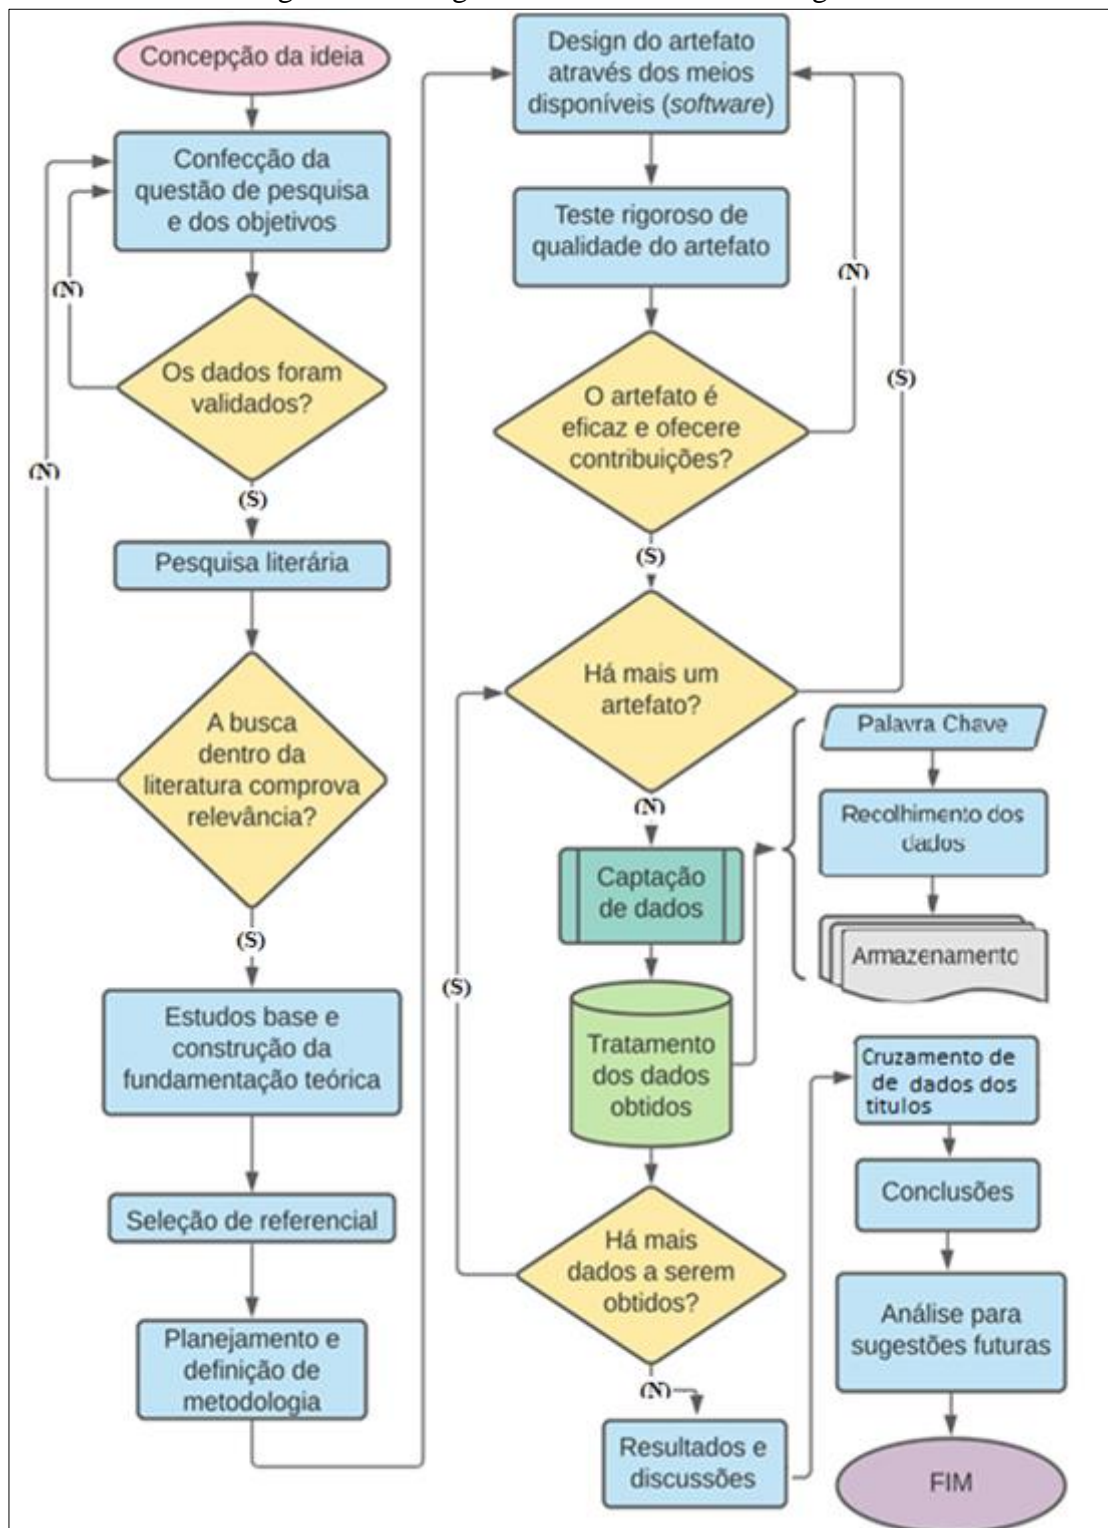 Concepção da ideia
Confecção da
questão de pesquisa
e dos objetivos
(N)
Os dados foram
validados?
(N)
(S)
Pesquisa literária
A busca
dentro da
literatura comprova
relevância?
(S)
Estudos base e
construção da
fundamentação teórica
Seleção de referencial
Planejamento e
definição de
metodologia
Design do artefato
através dos meios
disponíveis (software)
Teste rigoroso de
qualidade do artefato
(N)
O artefato é
eficaz e ofecere
contribuições?
(S)
(S)
Há mais um
artefato?
(N)
Captação
de dados
(S)
Tratamento
dos dados
obtidos
Há mais
dados a serem
obtidos?
(N)
Resultados e
discussões
Palavra Chave
Recolhimento dos
dados
Armazenamento
Cruzamento de
de dados dos
titulos
Conclusões
Análise para
sugestões futuras
FIM